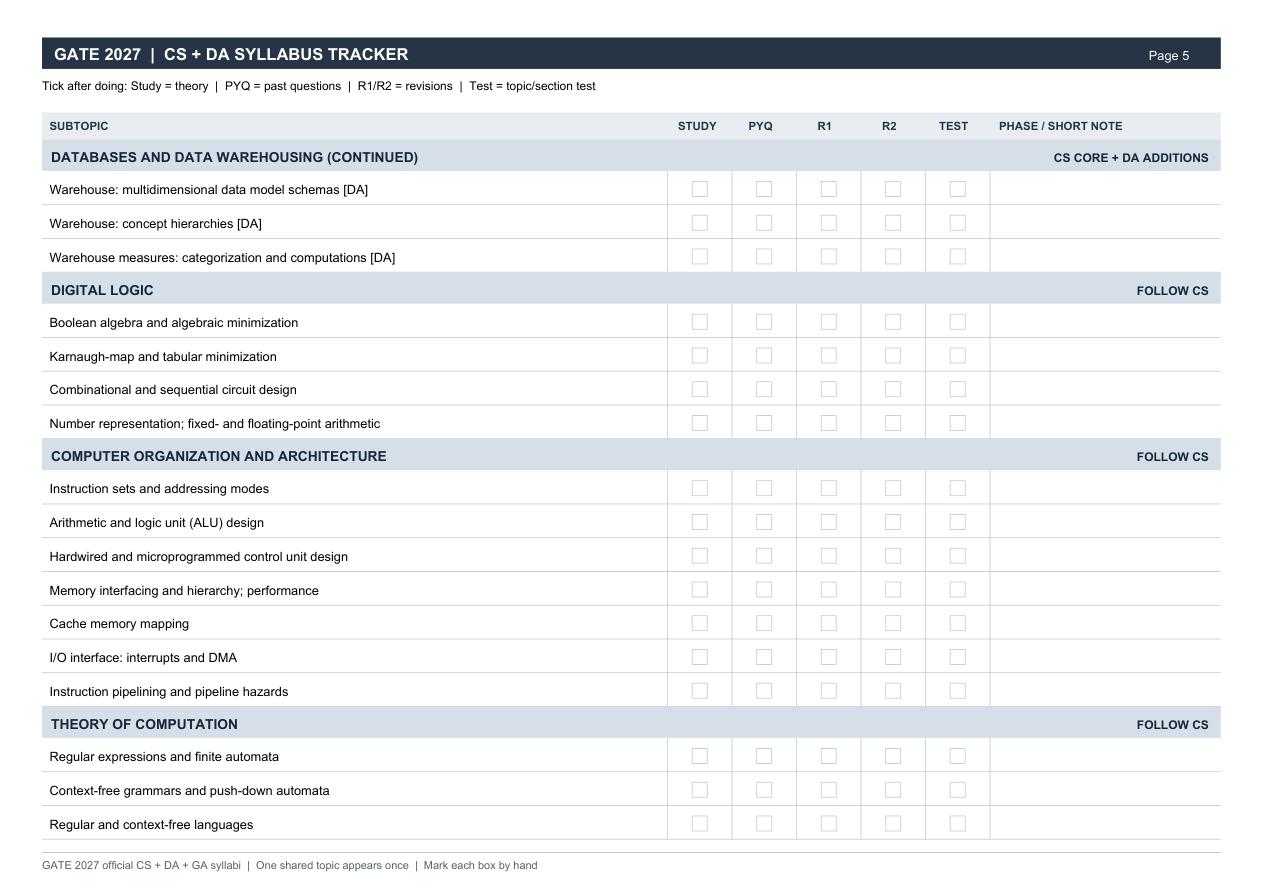 GATE 2027 | CS + DA SYLLABUS TRACKER Page 5
Tick after doing: Study = theory | PYQ = past questions | R1/R2 = revisions | Test = topic/section test
SUBTOPIC STUDY PYQ R1 R2 TEST PHASE / SHORT NOTE
DATABASES AND DATA WAREHOUSING (CONTINUED) CS CORE + DA ADDITIONS
Warehouse: multidimensional data model schemas [DA]
Warehouse: concept hierarchies [DA]
Warehouse measures: categorization and computations [DA]
DIGITAL LOGIC FOLLOW CS
Boolean algebra and algebraic minimization
Karnaugh-map and tabular minimization
Combinational and sequential circuit design
Number representation; fixed- and floating-point arithmetic
COMPUTER ORGANIZATION AND ARCHITECTURE FOLLOW CS
Instruction sets and addressing modes
Arithmetic and logic unit (ALU) design
Hardwired and microprogrammed control unit design
Memory interfacing and hierarchy; performance
Cache memory mapping
I/O interface: interrupts and DMA
Instruction pipelining and pipeline hazards
THEORY OF COMPUTATION FOLLOW CS
Regular expressions and finite automata
Context-free grammars and push-down automata
Regular and context-free languages
GATE 2027 official CS + DA + GA syllabi | One shared topic appears once | Mark each box by hand